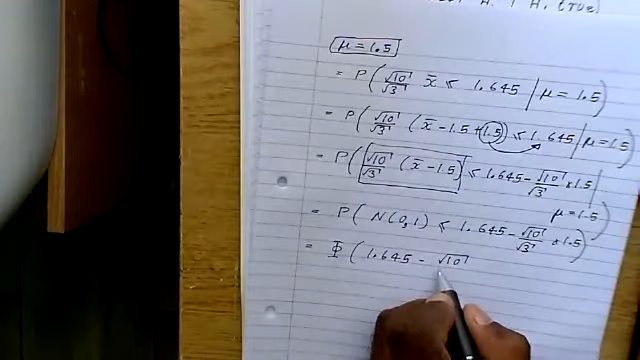 H, true
μ = 1.5
= P( √10/√3 x̄ < 1.645 | μ = 1.5)
= P( √10/√3 (x̄ - 1.5 + 1.5) < 1.645 | μ = 1.5)
= P( √10/√3 (x̄ - 1.5) < 1.645 - √10/√3 × 1.5 |
μ = 1.5)
= P( N(0,1) < 1.645 - √10/√3 × 1.5)
= Φ( 1.645 - √10